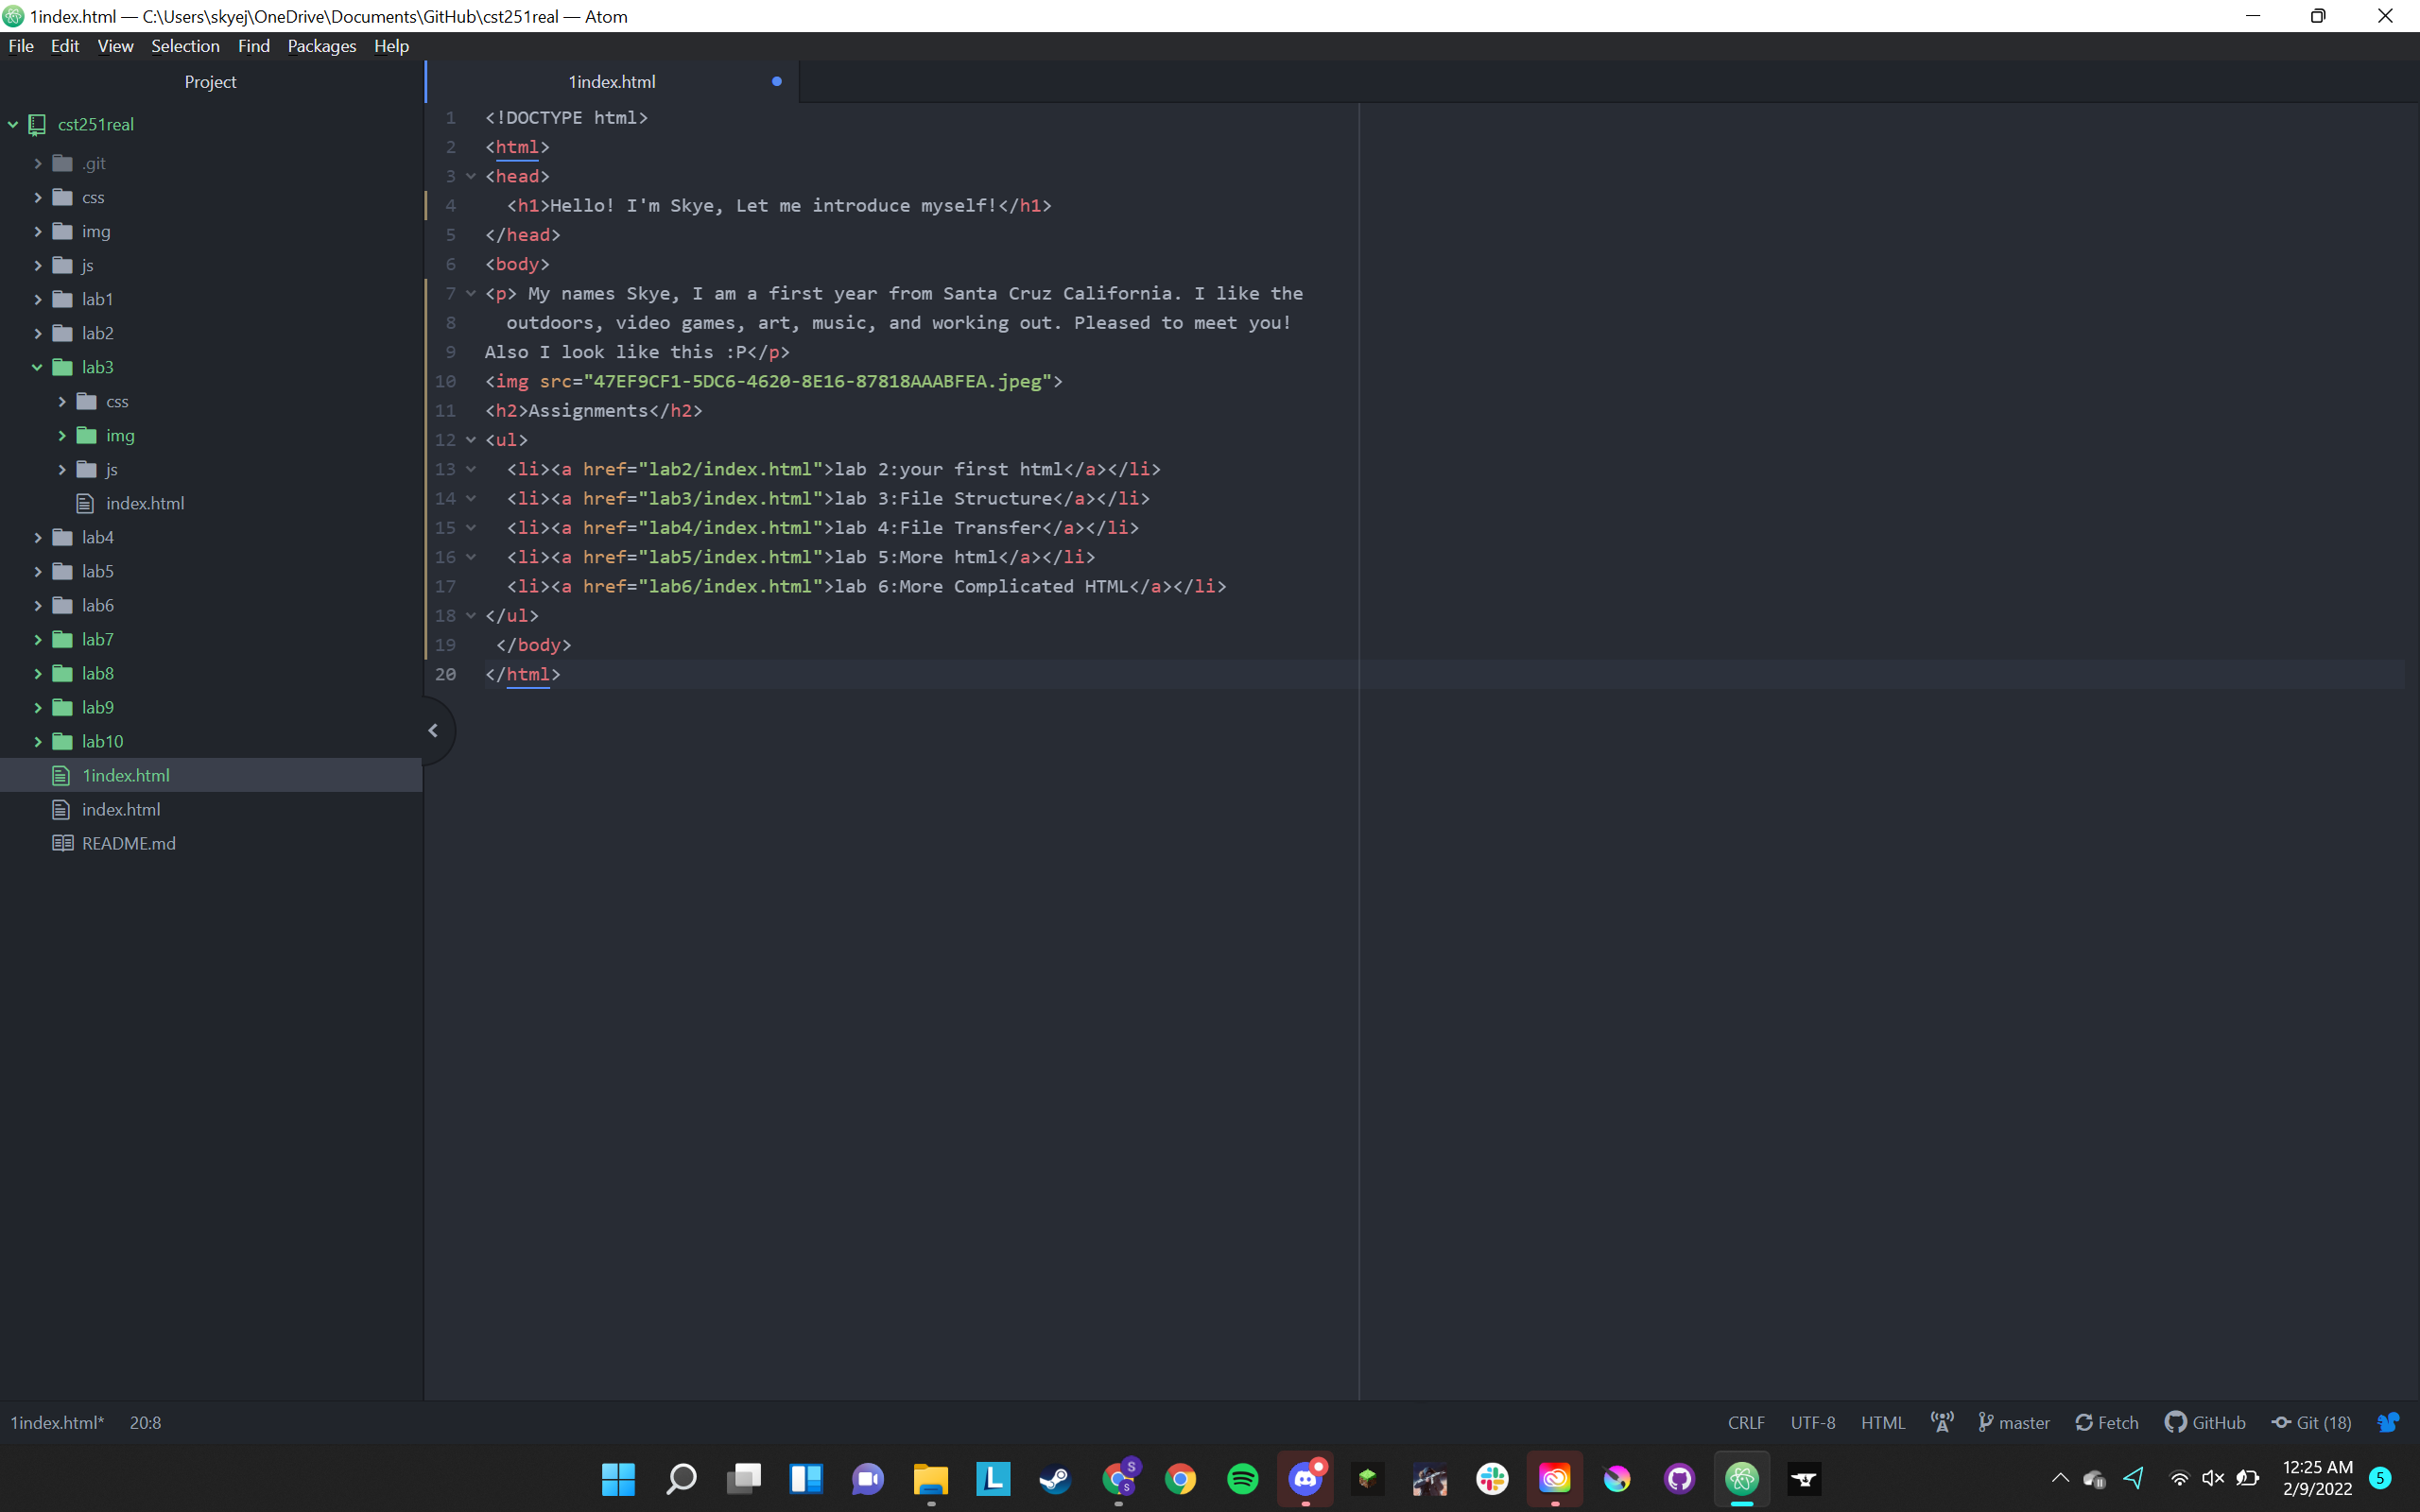 1index.html — C:\Users\skyej\OneDrive\Documents\GitHub\cst251real — Atom
File Edit View Selection Find Packages Help
Project
cst251real
.git
css
img
js
lab1
lab2
lab3
css
img
js
index.html
lab4
lab5
lab6
lab7
lab8
lab9
lab10
1index.html
index.html
README.md
1index.html
1 <!DOCTYPE html>
2 <html>
3 <head>
4 <h1>Hello! I'm Skye, Let me introduce myself!</h1>
5 </head>
6 <body>
7 <p> My names Skye, I am a first year from Santa Cruz California. I like the
8 outdoors, video games, art, music, and working out. Pleased to meet you!
9 Also I look like this :P</p>
10 <img src="47EF9CF1-5DC6-4620-8E16-87818AAABFEA.jpeg">
11 <h2>Assignments</h2>
12 <ul>
13 <li><a href="lab2/index.html">lab 2:your first html</a></li>
14 <li><a href="lab3/index.html">lab 3:File Structure</a></li>
15 <li><a href="lab4/index.html">lab 4:File Transfer</a></li>
16 <li><a href="lab5/index.html">lab 5:More html</a></li>
17 <li><a href="lab6/index.html">lab 6:More Complicated HTML</a></li>
18 </ul>
19 </body>
20 </html>
1index.html* 20:8
CRLF UTF-8 HTML master Fetch GitHub Git (18)
L
S
S
12:25 AM
2/9/2022
5